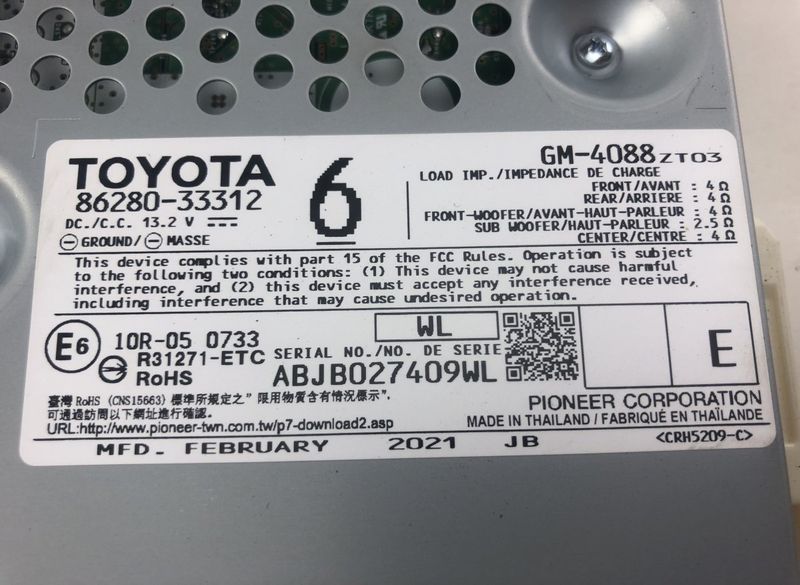 TOYOTA
86280-33312
DC./C.C. 13.2 V
GROUND/ MASSE
6
GM-4088ZT03
LOAD IMP./IMPEDANCE DE CHARGE
FRONT/AVANT : 4Ω
REAR/ARRIERE : 4Ω
FRONT-WOOFER/AVANT-HAUT-PARLEUR : 4Ω
SUB WOOFER/HAUT-PARLEUR : 2.5Ω
CENTER/CENTRE : 4Ω
This device complies with part 15 of the FCC Rules. Operation is subject
to the following two conditions: (1) This device may not cause harmful
interference, and (2) this device must accept any interference received,
including interference that may cause undesired operation.
E6
10R-05 0733
R31271-ETC
RoHS
WL
SERIAL NO./NO. DE SERIE
ABJB027409WL
E
臺灣 RoHS (CNS15663) 標準所規定之" 限用物質含有情況標示",
可通過訪問以下網址進行確認.
URL:http://www.pioneer-twn.com.tw/p7-download2.asp
PIONEER CORPORATION
MADE IN THAILAND / FABRIQUÉ EN THAÏLANDE
MFD. FEBRUARY 2021 JB
<CRH5209-C>